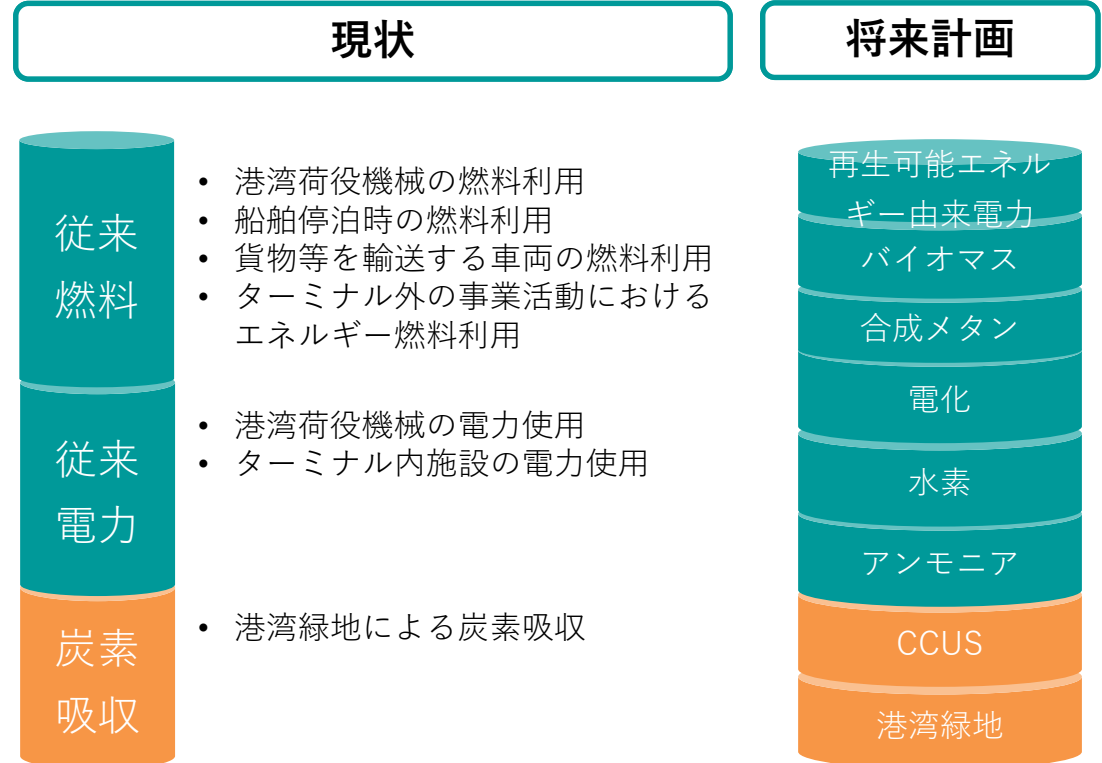 現状
従来
燃料
• 港湾荷役機械の燃料利用
• 船舶停泊時の燃料利用
• 貨物等を輸送する車両の燃料利用
• ターミナル外の事業活動における
エネルギー燃料利用
従来
電力
• 港湾荷役機械の電力使用
• ターミナル内施設の電力使用
炭素
吸収
• 港湾緑地による炭素吸収
将来計画
再生可能エネル
ギー由来電力
バイオマス
合成メタン
電化
水素
アンモニア
CCUS
港湾緑地